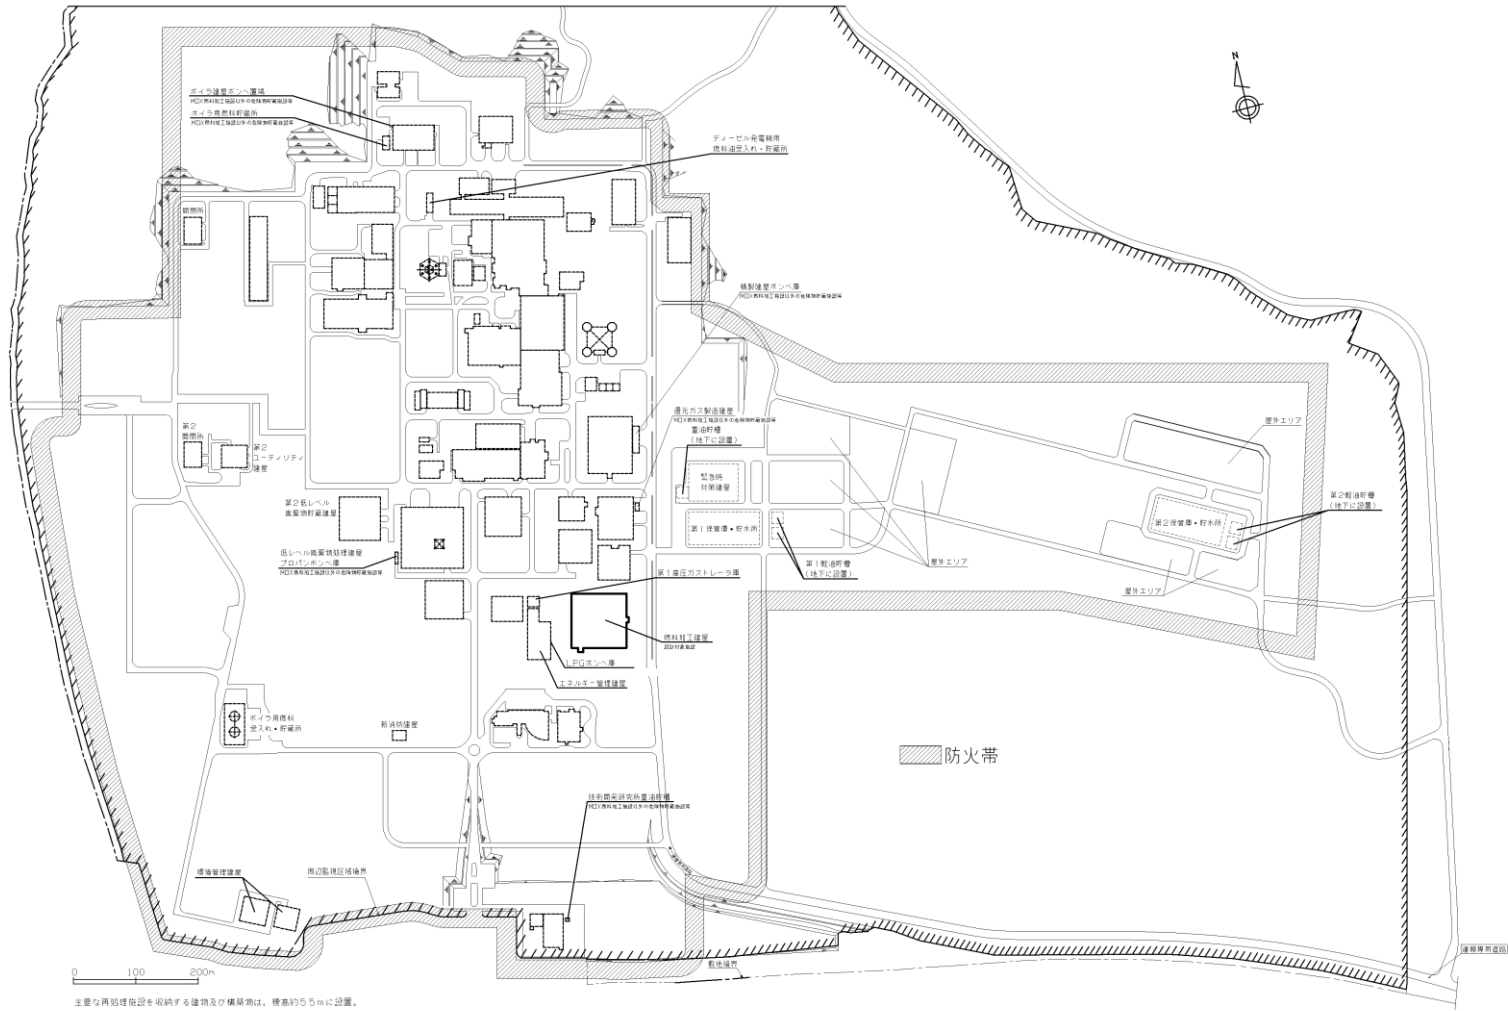 N
ボイラ建屋ボンベ置場
MOX燃料加工施設以外の危険物貯蔵施設等
ボイラ用燃料貯蔵所
MOX燃料加工施設以外の危険物貯蔵施設等
ディーゼル発電機用
燃料油受入れ・貯蔵所
開閉所
精製建屋ボンベ庫
MOX燃料加工施設以外の危険物貯蔵施設等
還元ガス製造建屋
MOX燃料加工施設以外の危険物貯蔵施設等
重油貯槽
(地下に設置)
屋外エリア
第2
開閉所
第2
ユーティリティ
建屋
緊急時
対策建屋
第2軽油貯槽
(地下に設置)
第2低レベル
廃棄物貯蔵建屋
第1保管庫・貯水所
第2保管庫・貯水所
低レベル廃棄物処理建屋
プロパンボンベ庫
MOX燃料加工施設以外の危険物貯蔵施設等
第1軽油貯槽
(地下に設置)
屋外エリア
第1高圧ガストレーラ庫
屋外エリア
燃料加工建屋
設計対象施設
LPGボンベ庫
エネルギー管理建屋
ボイラ用燃料
受入れ・貯蔵所
新消防建屋
防火帯
技術開発研究所重油貯槽
MOX燃料加工施設以外の危険物貯蔵施設等
環境管理建屋
周辺監視区域境界
敷地境界
運搬専用道路
0 100 200m
主要な再処理施設を収納する建物及び構築物は、標高約55mに設置。